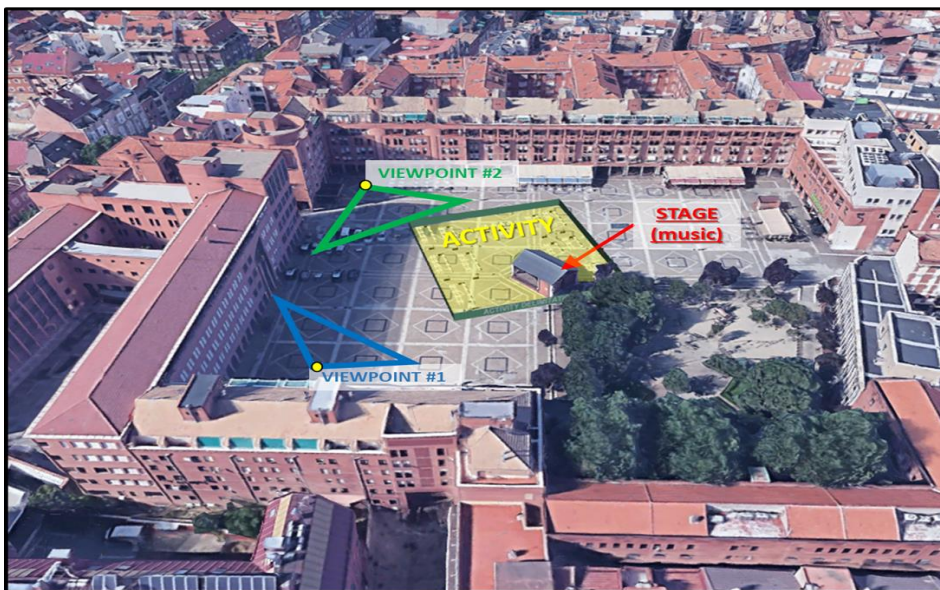 VIEWPOINT #2
STAGE
(music)
ACTIVITY
VIEWPOINT #1